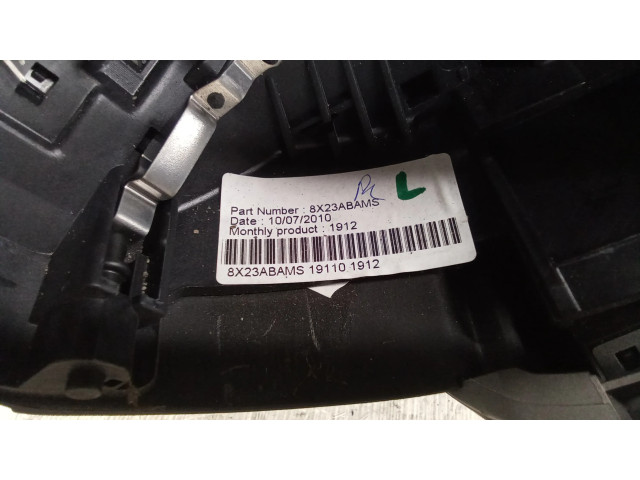 L
Part Number : 8X23ABAMS
Date : 10/07/2010
Monthly product : 1912
8X23ABAMS 19110 1912